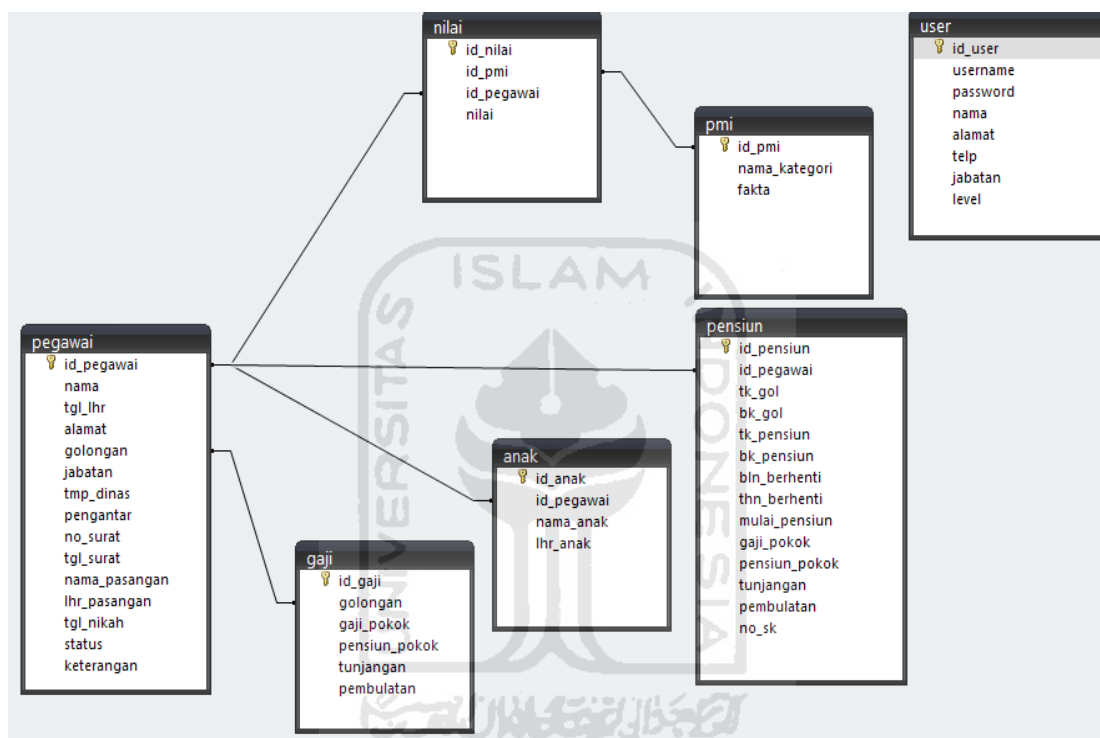 nilai
id_nilai
id_pmi
id_pegawai
nilai
user
id_user
username
password
nama
alamat
telp
jabatan
level
pmi
id_pmi
nama_kategori
fakta
pegawai
id_pegawai
nama
tgl_lhr
alamat
golongan
jabatan
tmp_dinas
pengantar
no_surat
tgl_surat
nama_pasangan
lhr_pasangan
tgl_nikah
status
keterangan
pensiun
id_pensiun
id_pegawai
tk_gol
bk_gol
tk_pensiun
bk_pensiun
bln_berhenti
thn_berhenti
mulai_pensiun
gaji_pokok
pensiun_pokok
tunjangan
pembulatan
no_sk
anak
id_anak
id_pegawai
nama_anak
lhr_anak
gaji
id_gaji
golongan
gaji_pokok
pensiun_pokok
tunjangan
pembulatan
UNIVERSITAS
ISLAM
INDONESIA